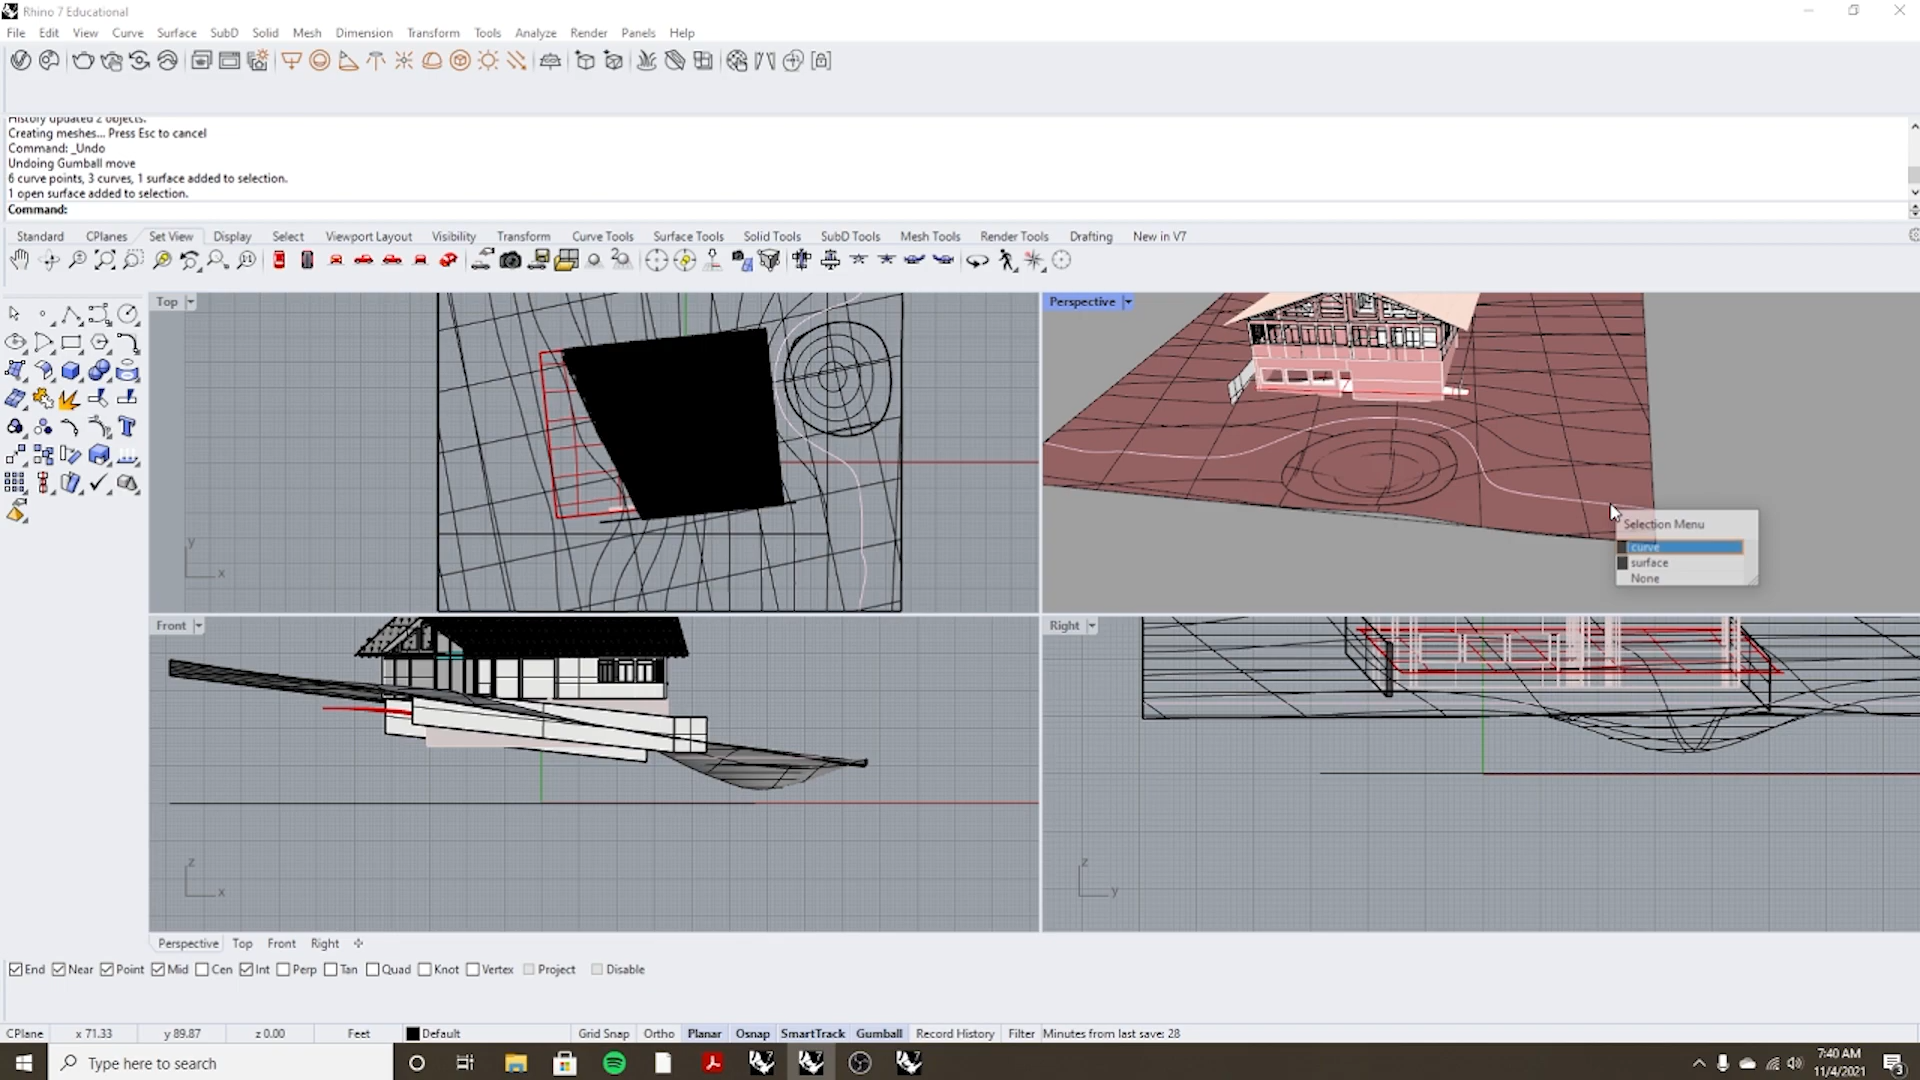 Rhino 7 Educational
File Edit View Curve Surface SubD Solid Mesh Dimension Transform Tools Analyze Render Panels Help
History updated 2 objects.
Creating meshes... Press Esc to cancel
Command: _Undo
Undoing Gumball move
6 curve points, 3 curves, 1 surface added to selection.
1 open surface added to selection.
Command:
Standard CPlanes Set View Display Select Viewport Layout Visibility Transform Curve Tools Surface Tools Solid Tools SubD Tools Mesh Tools Render Tools Drafting New in V7
Top
Perspective
y
x
Selection Menu
curve
surface
None
Front
Right
z
x
z
y
Perspective Top Front Right
End Near Point Mid Cen Int Perp Tan Quad Knot Vertex Project Disable
CPlane x 71.33 y 89.87 z 0.00 Feet Default Grid Snap Ortho Planar Osnap SmartTrack Gumball Record History Filter Minutes from last save: 28
Type here to search
7:40 AM
11/4/2021
3